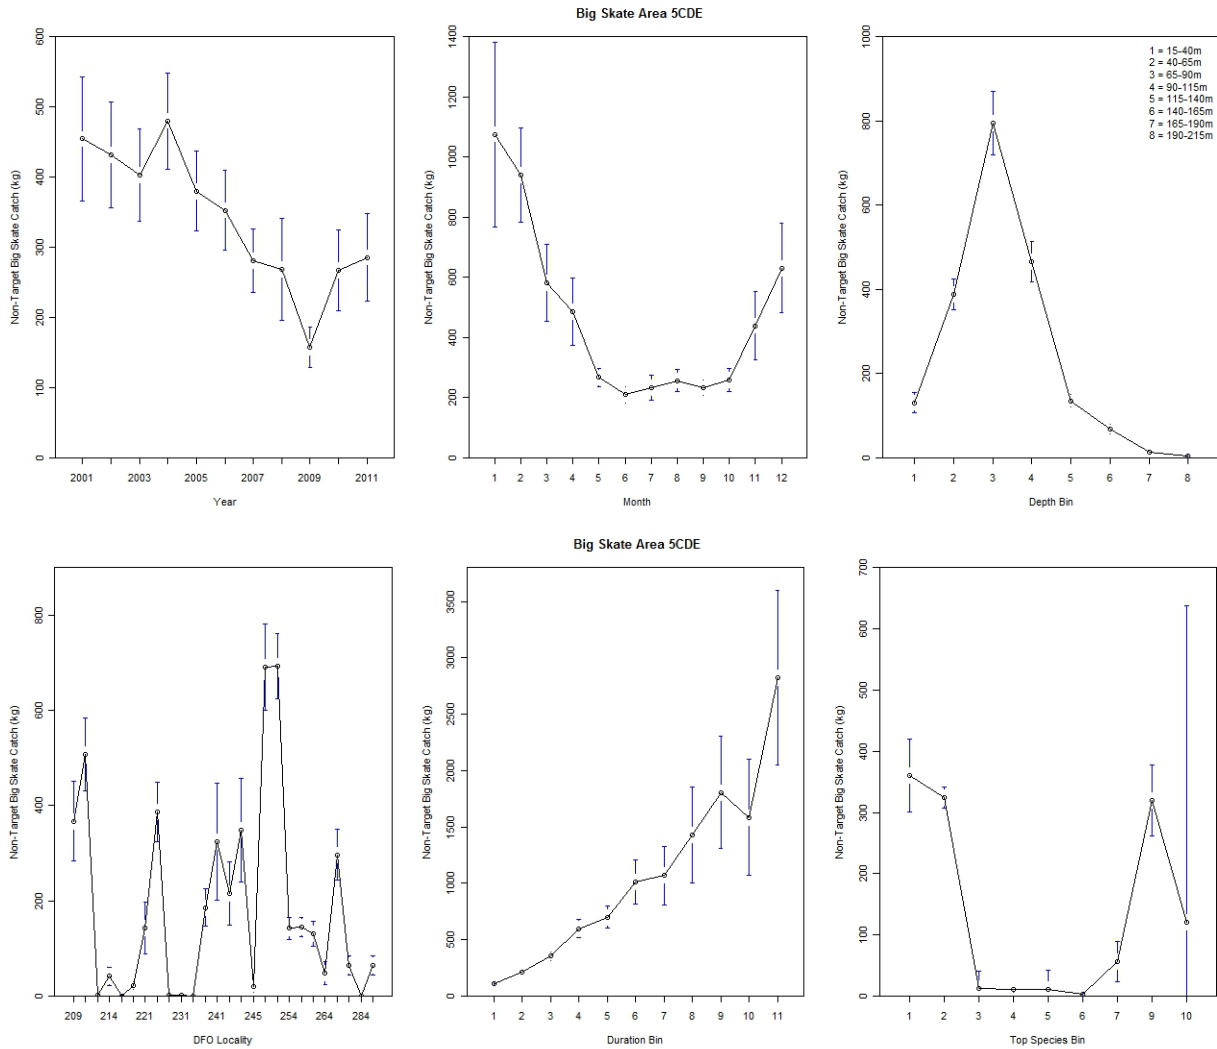 Big Skate Area 5CDE
Non-Target Big Skate Catch (kg)
0 100 200 300 400 500 600
2001 2003 2005 2007 2009 2011
Year
Non-Target Big Skate Catch (kg)
0 200 400 600 800 1000 1200 1400
1 2 3 4 5 6 7 8 9 10 11 12
Month
Non-Target Big Skate Catch (kg)
0 200 400 600 800 1000
1 = 15-40m
2 = 40-65m
3 = 65-90m
4 = 90-115m
5 = 115-140m
6 = 140-165m
7 = 165-190m
8 = 190-215m
1 2 3 4 5 6 7 8
Depth Bin
Big Skate Area 5CDE
Non-Target Big Skate Catch (kg)
0 200 400 600 800
209 214 221 231 245 254 264 284
DFO Locality
Non-Target Big Skate Catch (kg)
0 500 1000 1500 2000 2500 3000 3500
1 2 3 4 5 6 7 8 9 10 11
Duration Bin
Non-Target Big Skate Catch (kg)
0 100 200 300 400 500 600 700
1 2 3 4 5 6 7 9 10
Top Species Bin